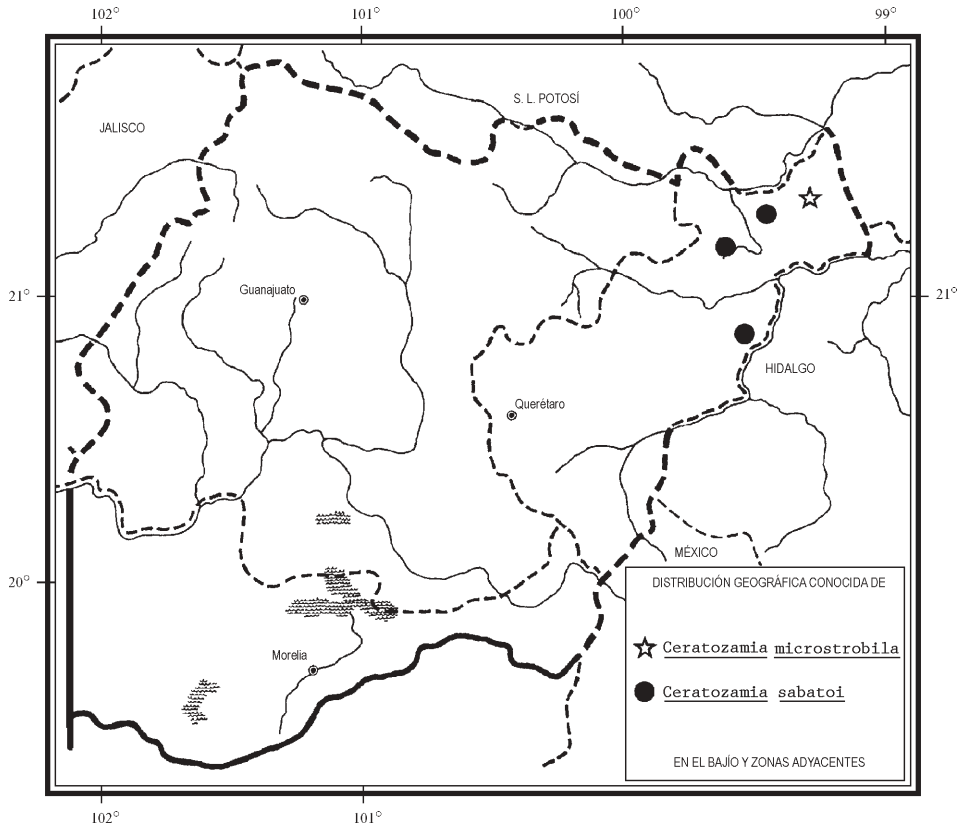 102°
101°
100°
99°
S. L. POTOSÍ
JALISCO
Guanajuato
21°
21°
HIDALGO
Querétaro
MÉXICO
20°
DISTRIBUCIÓN GEOGRÁFICA CONOCIDA DE
Ceratozamia microstrobila
Morelia
Ceratozamia sabatoi
EN EL BAJÍO Y ZONAS ADYACENTES
102°
101°